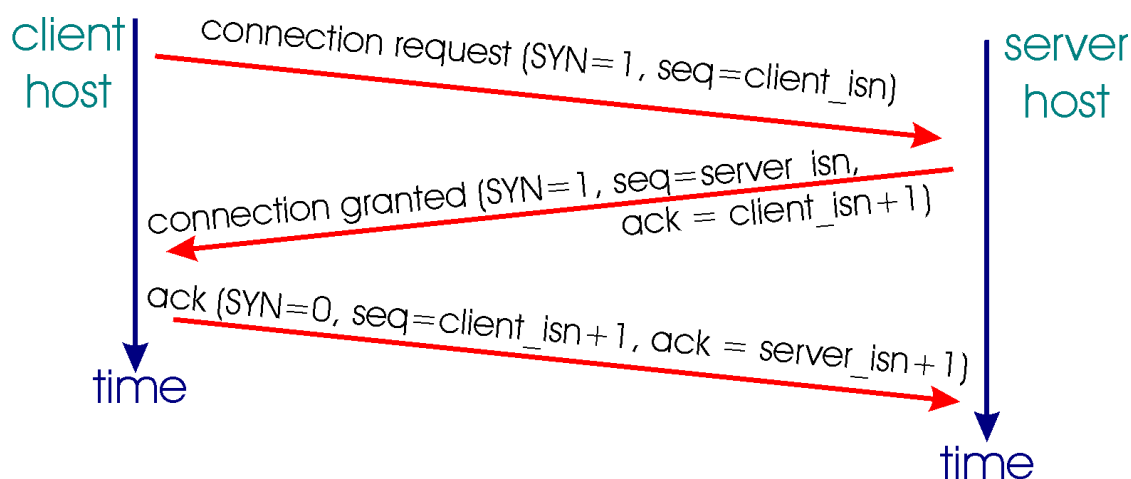 client
host
connection request (SYN=1, seq=client_isn)
server
host
connection granted (SYN=1, seq=server_isn,
ack = client_isn+1)
ack (SYN=0, seq=client_isn+1, ack = server_isn+1)
time
time